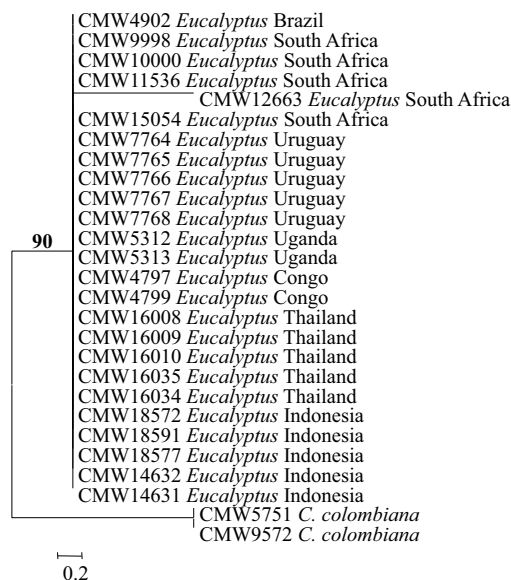 CMW4902 Eucalyptus Brazil
CMW9998 Eucalyptus South Africa
CMW10000 Eucalyptus South Africa
CMW11536 Eucalyptus South Africa
CMW12663 Eucalyptus South Africa
CMW15054 Eucalyptus South Africa
CMW7764 Eucalyptus Uruguay
CMW7765 Eucalyptus Uruguay
CMW7766 Eucalyptus Uruguay
CMW7767 Eucalyptus Uruguay
CMW7768 Eucalyptus Uruguay
90
CMW5312 Eucalyptus Uganda
CMW5313 Eucalyptus Uganda
CMW4797 Eucalyptus Congo
CMW4799 Eucalyptus Congo
CMW16008 Eucalyptus Thailand
CMW16009 Eucalyptus Thailand
CMW16010 Eucalyptus Thailand
CMW16035 Eucalyptus Thailand
CMW16034 Eucalyptus Thailand
CMW18572 Eucalyptus Indonesia
CMW18591 Eucalyptus Indonesia
CMW18577 Eucalyptus Indonesia
CMW14632 Eucalyptus Indonesia
CMW14631 Eucalyptus Indonesia
CMW5751 C. colombiana
CMW9572 C. colombiana
0.2